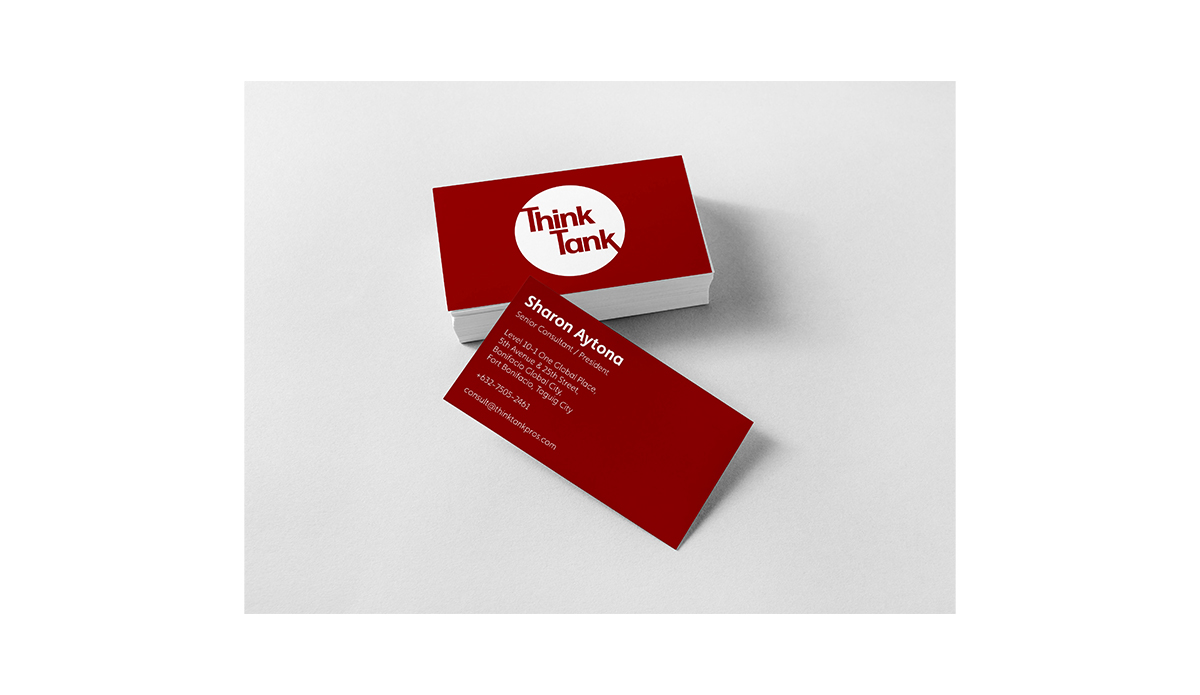 Think
Tank
Sharon Aytona
Senior Consultant / President
Level 10-1 One Global Place,
5th Avenue & 25th Street,
Bonifacio Global City,
Fort Bonifacio, Taguig City
+632-7505-2461
consult@thinktankpros.com